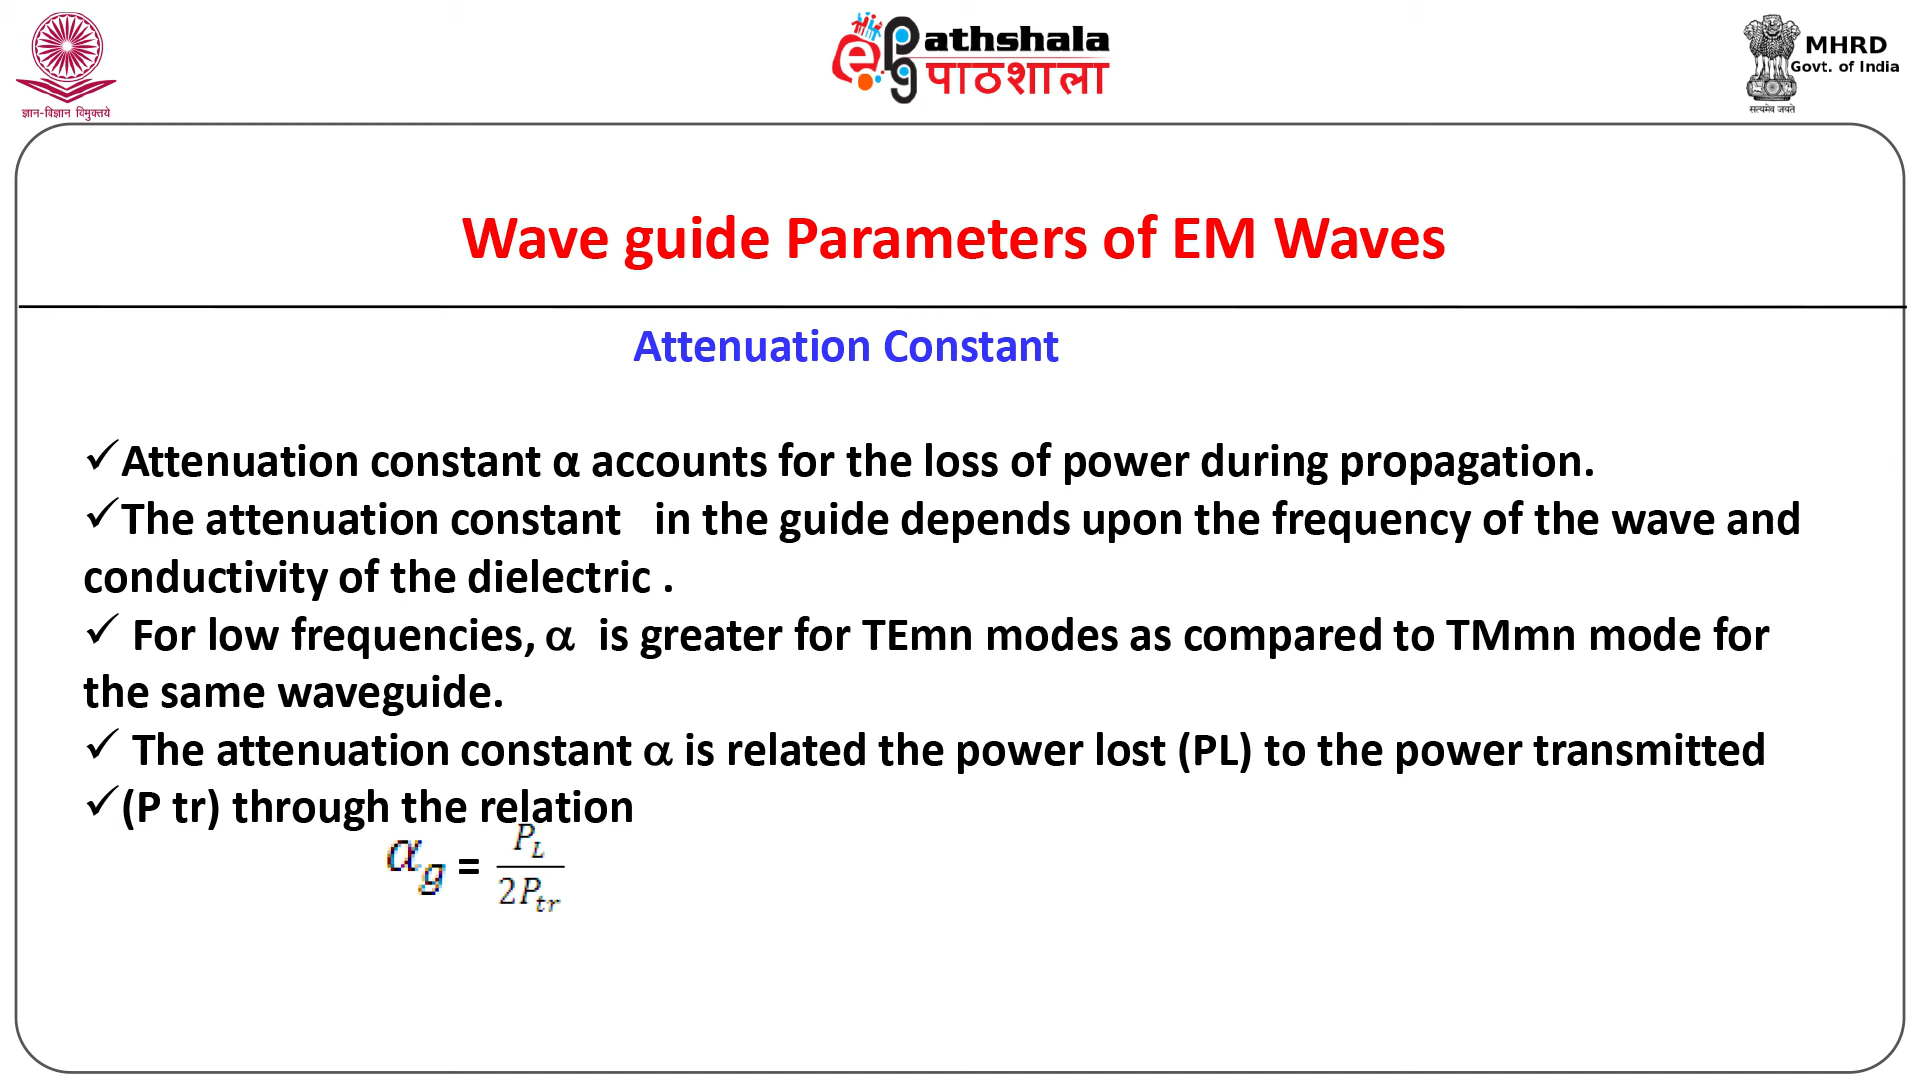 ज्ञान-विज्ञान विमुक्तये
ePathshala
पाठशाला
MHRD
Govt. of India
सत्यमेव जयते
Wave guide Parameters of EM Waves
Attenuation Constant
✓Attenuation constant α accounts for the loss of power during propagation.
✓The attenuation constant   in the guide depends upon the frequency of the wave and
conductivity of the dielectric .
✓ For low frequencies, α  is greater for TEmn modes as compared to TMmn mode for
the same waveguide.
✓ The attenuation constant α is related the power lost (PL) to the power transmitted
✓(P tr) through the relation
α_g = P_L / 2P_tr